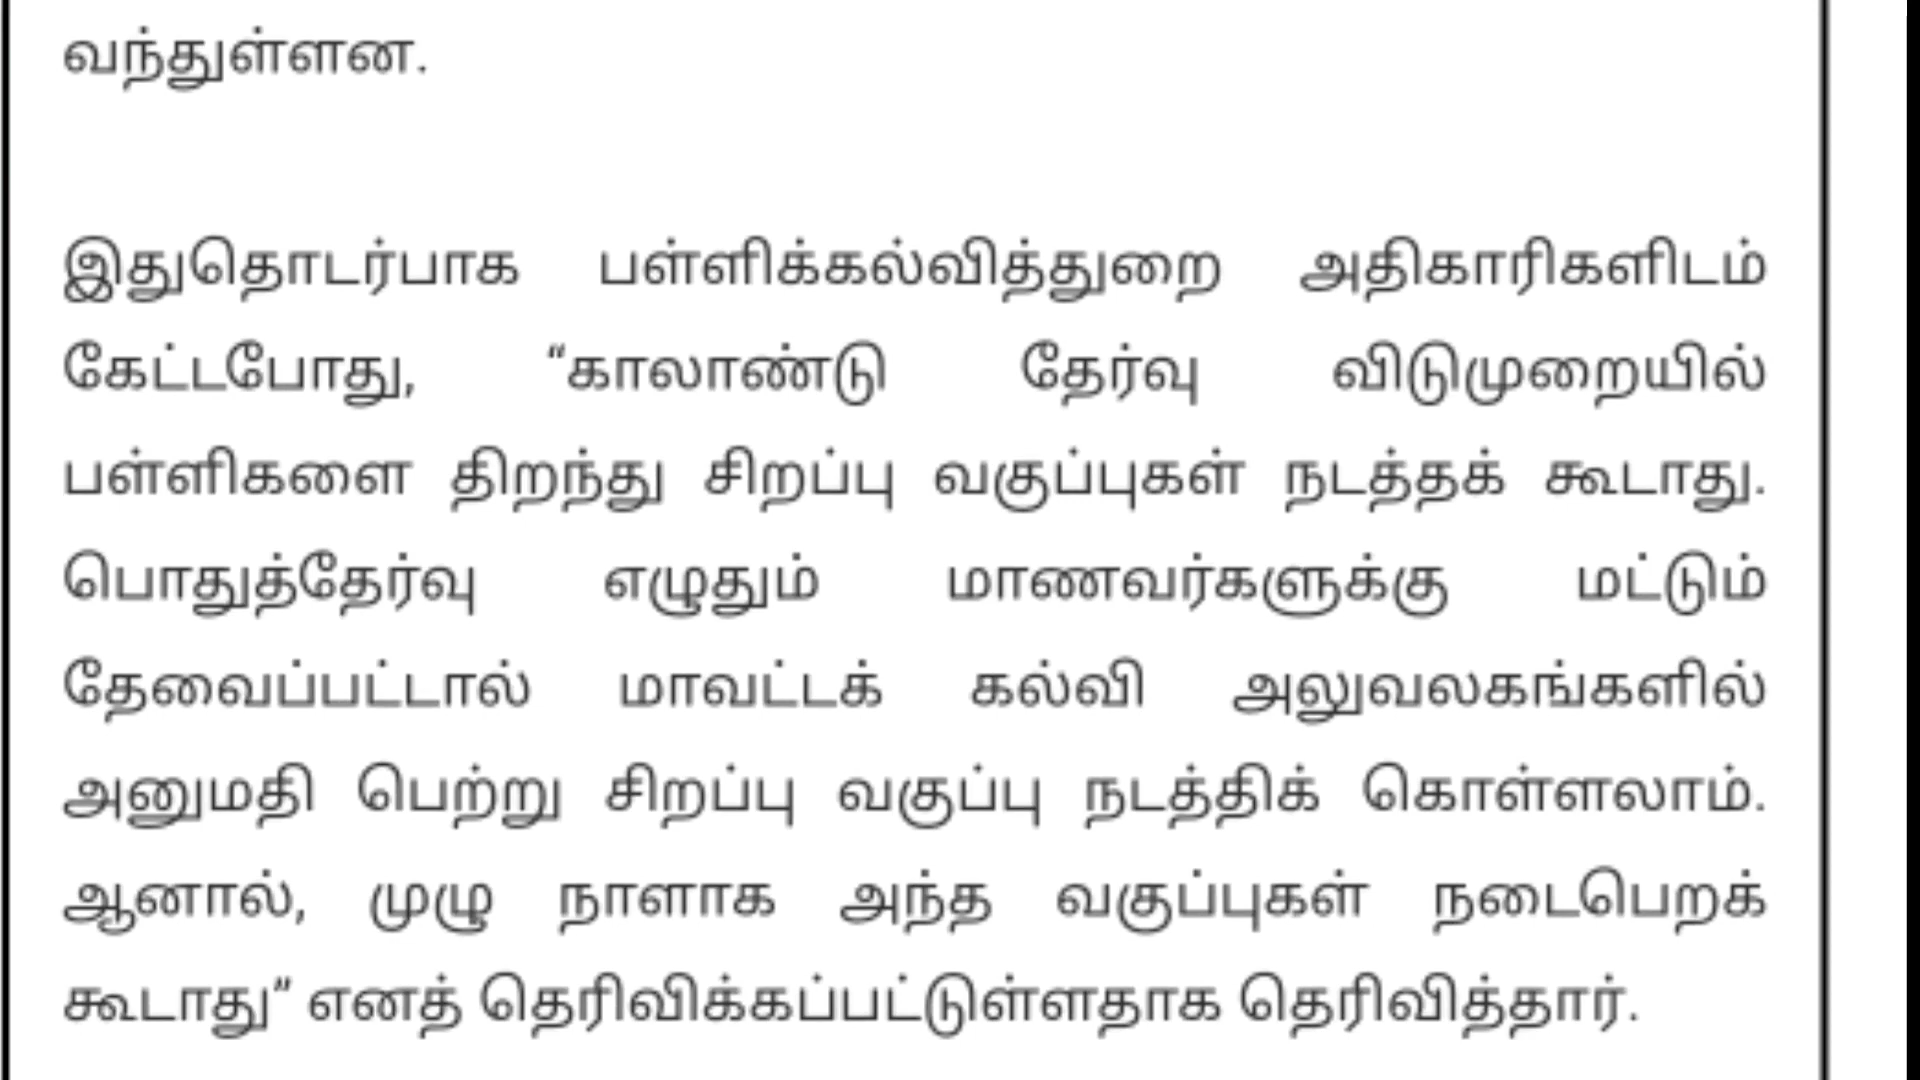 வந்துள்ளன.
இதுதொடர்பாக பள்ளிக்கல்வித்துறை அதிகாரிகளிடம்
கேட்டபோது, “காலாண்டு தேர்வு விடுமுறையில்
பள்ளிகளை திறந்து சிறப்பு வகுப்புகள் நடத்தக் கூடாது.
பொதுத்தேர்வு எழுதும் மாணவர்களுக்கு மட்டும்
தேவைப்பட்டால் மாவட்டக் கல்வி அலுவலகங்களில்
அனுமதி பெற்று சிறப்பு வகுப்பு நடத்திக் கொள்ளலாம்.
ஆனால், முழு நாளாக அந்த வகுப்புகள் நடைபெறக்
கூடாது” எனத் தெரிவிக்கப்பட்டுள்ளதாக தெரிவித்தார்.